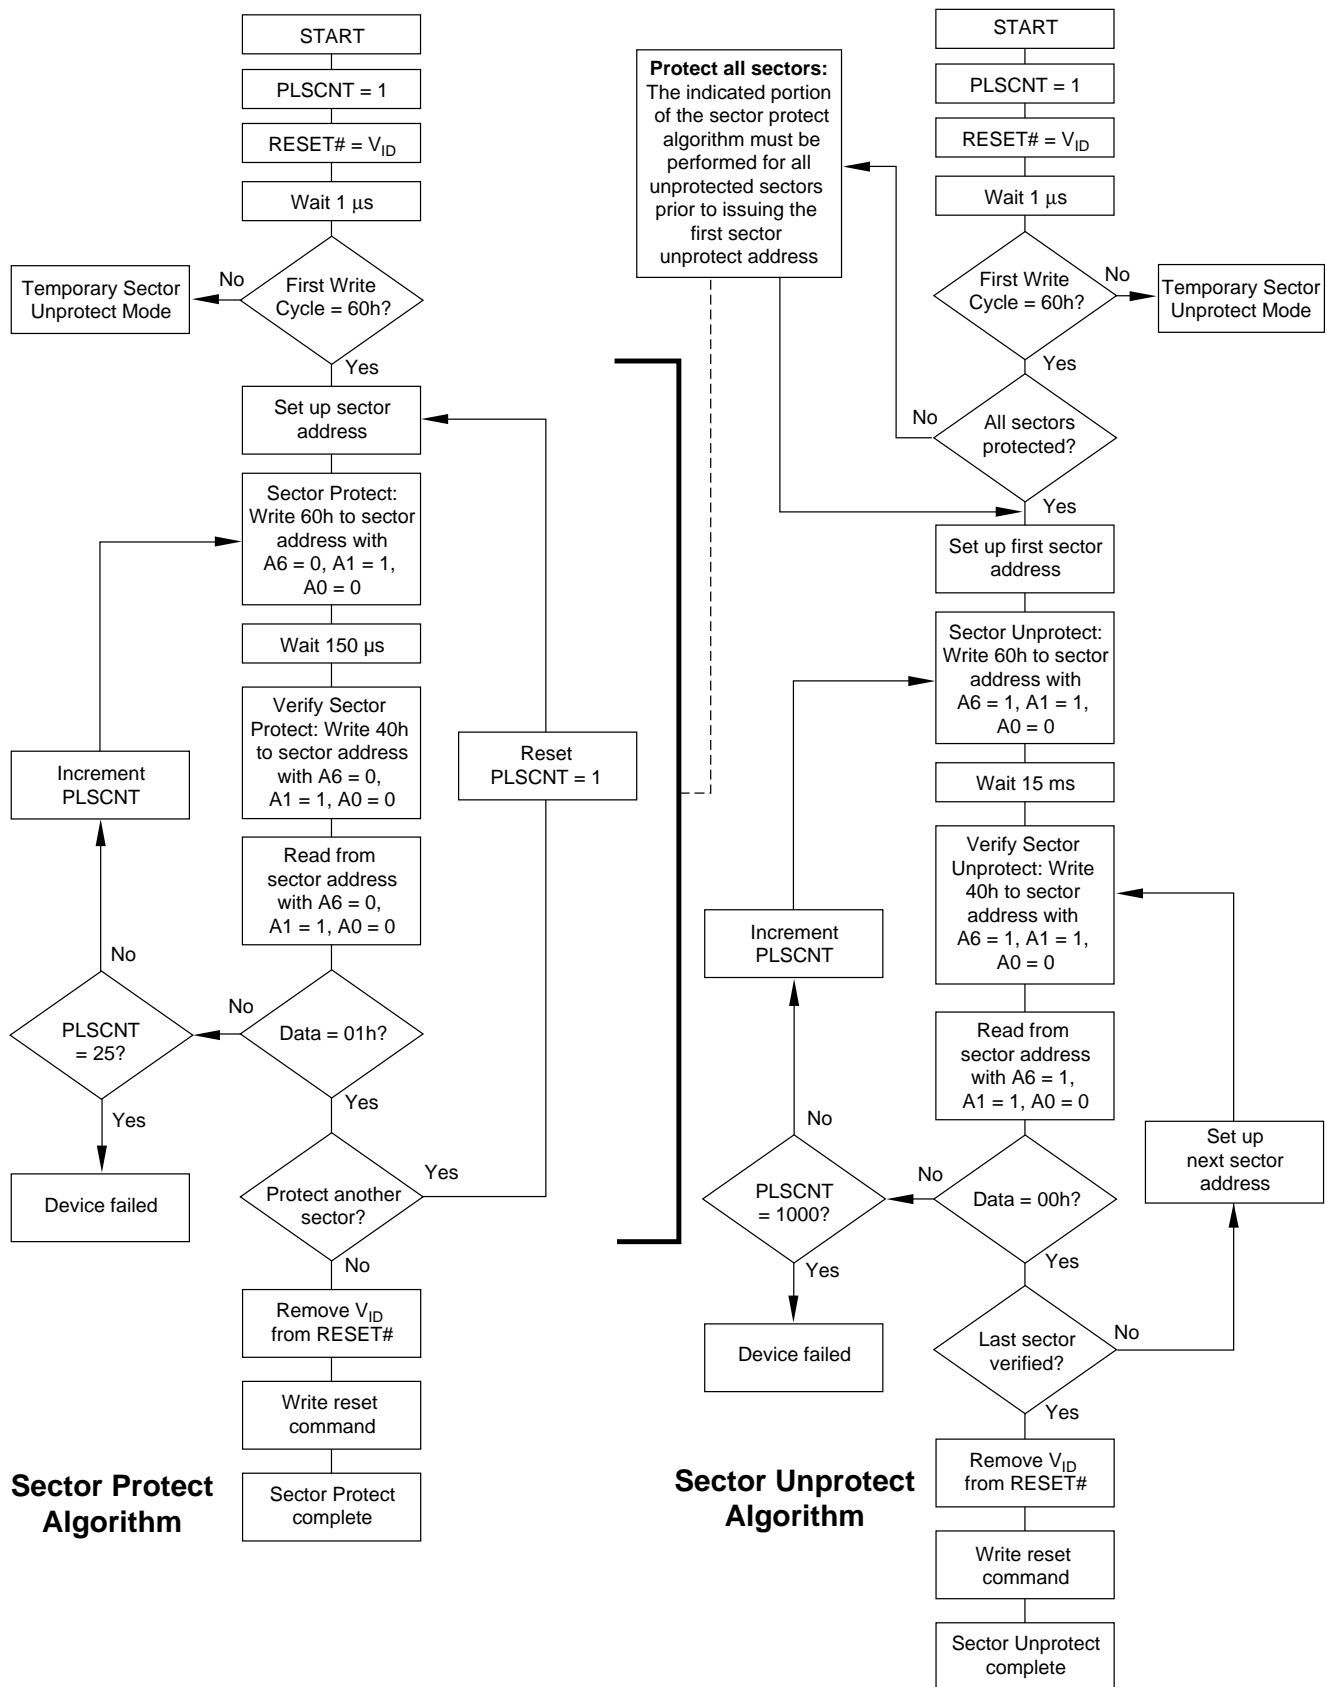 START
PLSCNT = 1
RESET# = VID
Wait 1 μs
No
First Write
Cycle = 60h?
Temporary Sector
Unprotect Mode
Yes
Set up sector
address
Sector Protect:
Write 60h to sector
address with
A6 = 0, A1 = 1,
A0 = 0
Wait 150 µs
Verify Sector
Protect: Write 40h
to sector address
with A6 = 0,
A1 = 1, A0 = 0
Reset
PLSCNT = 1
Increment
PLSCNT
Read from
sector address
with A6 = 0,
A1 = 1, A0 = 0
No
No
PLSCNT
= 25?
Data = 01h?
Yes
Yes
Device failed
Protect another
sector?
Yes
No
Remove VID
from RESET#
Write reset
command
Sector Protect
complete
Sector Protect
Algorithm
Protect all sectors:
The indicated portion
of the sector protect
algorithm must be
performed for all
unprotected sectors
prior to issuing the
first sector
unprotect address
START
PLSCNT = 1
RESET# = VID
Wait 1 μs
First Write
Cycle = 60h?
No
Temporary Sector
Unprotect Mode
Yes
No
All sectors
protected?
Yes
Set up first sector
address
Sector Unprotect:
Write 60h to sector
address with
A6 = 1, A1 = 1,
A0 = 0
Wait 15 ms
Verify Sector
Unprotect: Write
40h to sector
address with
A6 = 1, A1 = 1,
A0 = 0
Increment
PLSCNT
Read from
sector address
with A6 = 1,
A1 = 1, A0 = 0
No
Set up
next sector
address
No
PLSCNT
= 1000?
Data = 00h?
Yes
Yes
Device failed
Last sector
verified?
No
Yes
Remove VID
from RESET#
Write reset
command
Sector Unprotect
complete
Sector Unprotect
Algorithm